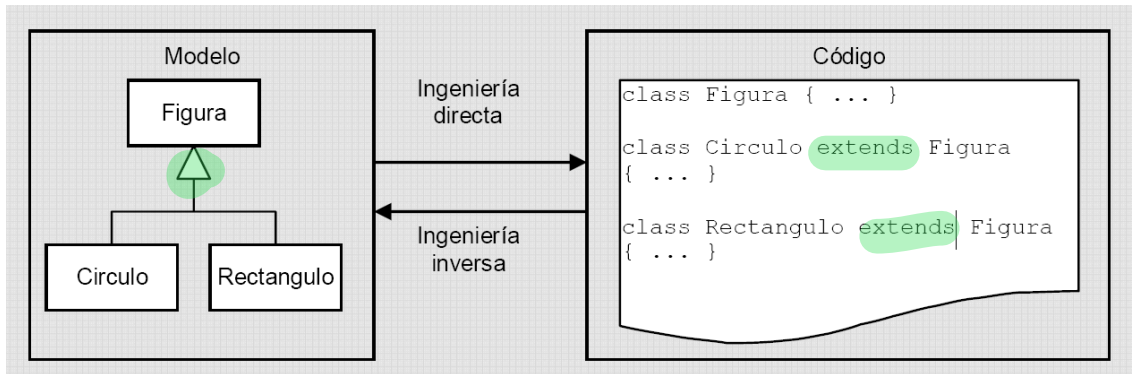 Modelo
Figura
Circulo
Rectangulo
Ingeniería
directa
Ingeniería
inversa
Código
class Figura { ... }
class Circulo extends Figura
{ ... }
class Rectangulo extends Figura
{ ... }